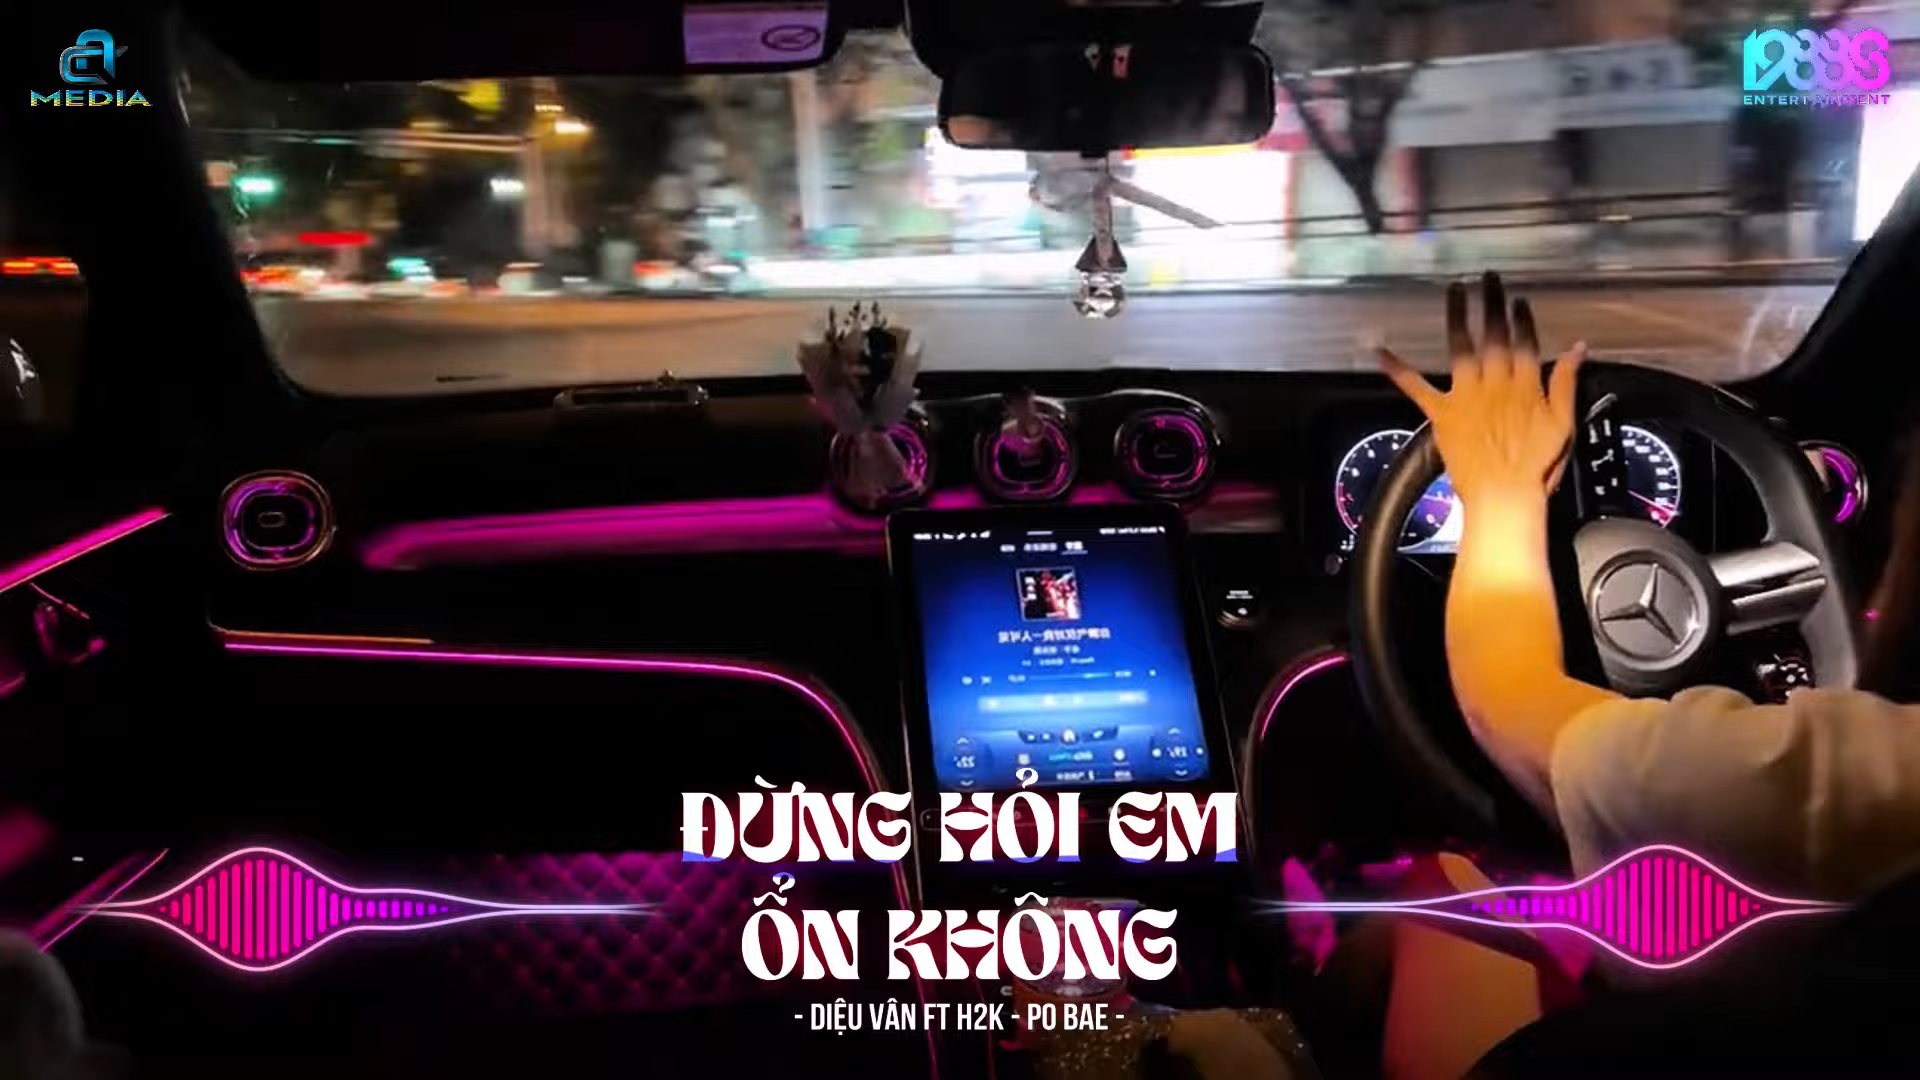 MEDIA
1988S
ENTERTAINMENT
ĐỪNG HỎI EM
ỔN KHÔNG
- DIỆU VÂN FT H2K - PO BAE -